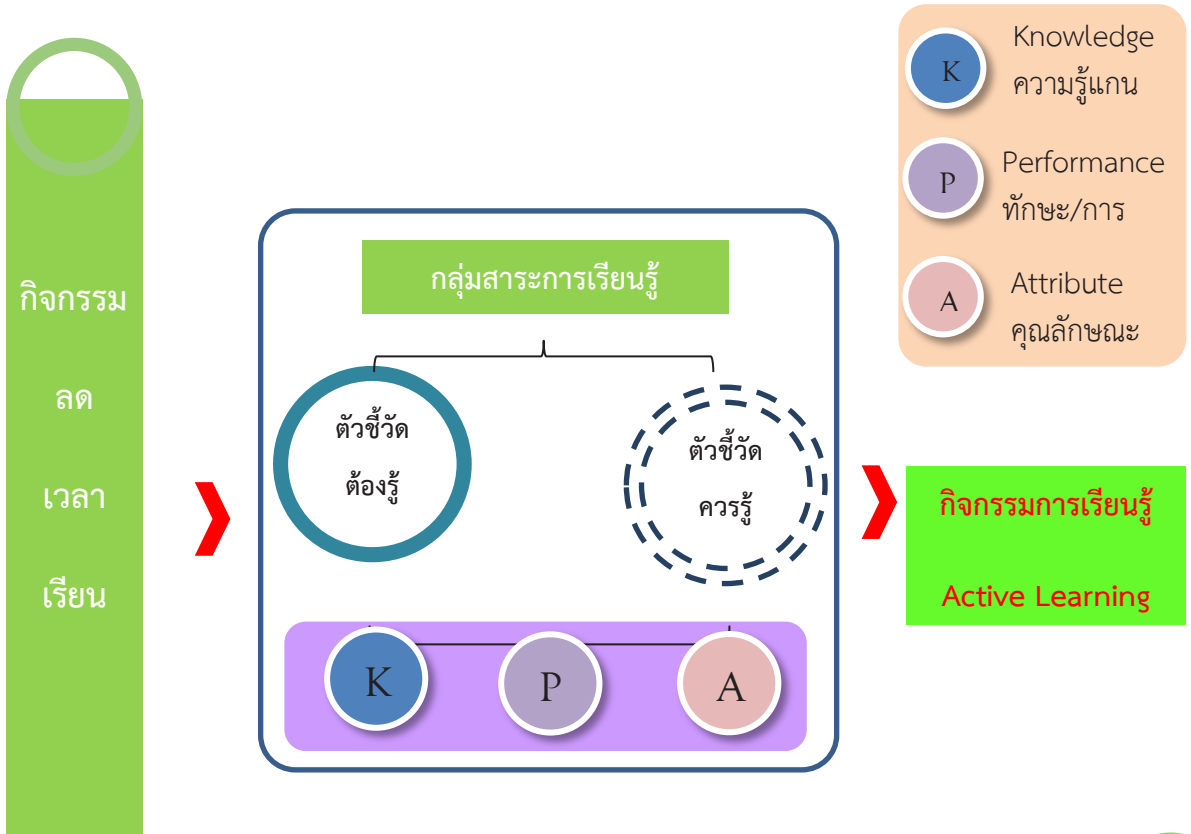 กิจกรรม
ลด
เวลา
เรียน
กลุ่มสาระการเรียนรู้
ตัวชี้วัด
ต้องรู้
ตัวชี้วัด
ควรรู้
K
P
A
K
Knowledge
ความรู้แกน
P
Performance
ทักษะ/การ
A
Attribute
คุณลักษณะ
กิจกรรมการเรียนรู้
Active Learning